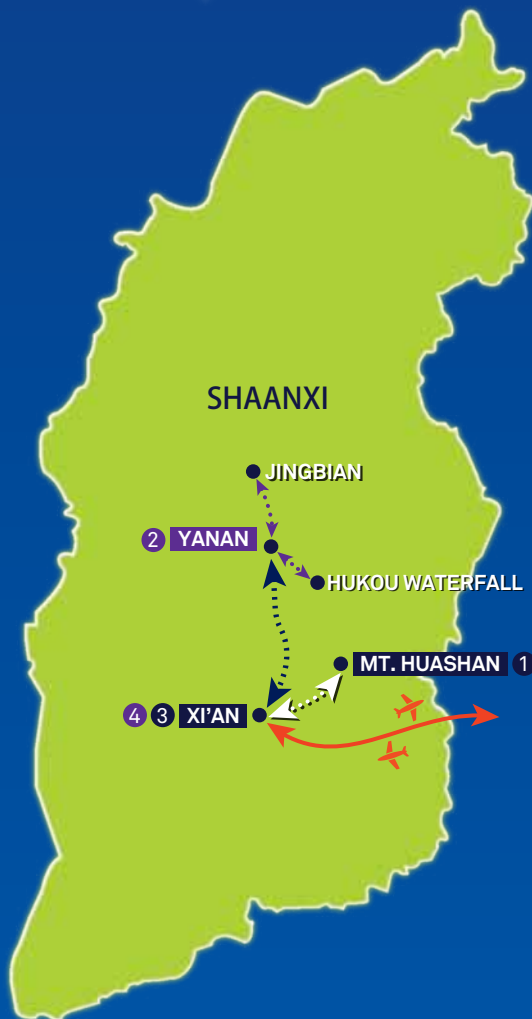 SHAANXI
JINGBIAN
2 YANAN
HUKOU WATERFALL
MT. HUASHAN 1
4 3 XI'AN